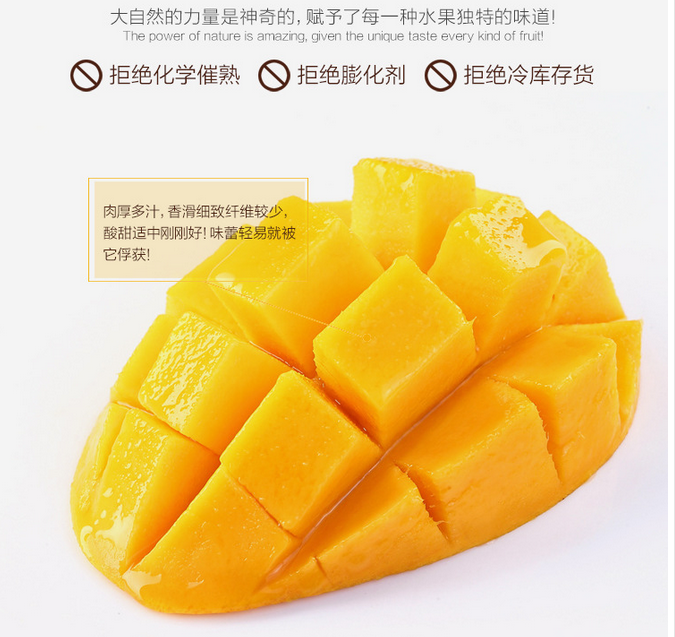 大自然的力量是神奇的，赋予了每一种水果独特的味道！
The power of nature is amazing, given the unique taste every kind of fruit!
拒绝化学催熟 拒绝膨化剂 拒绝冷库存货
肉厚多汁，香滑细致纤维较少，
酸甜适中刚刚好！味蕾轻易就被
它俘获！